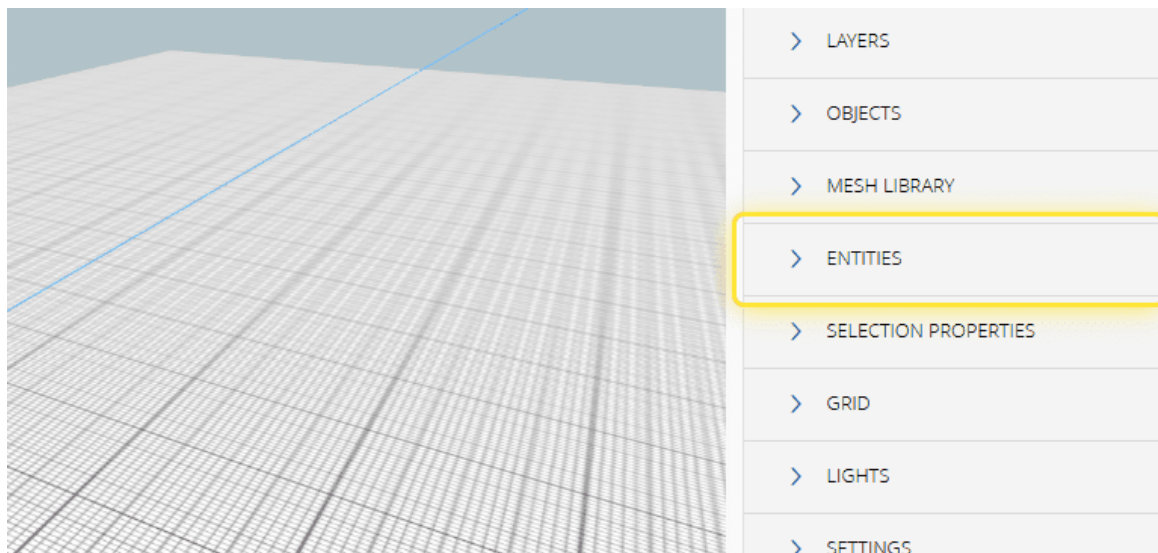 LAYERS
OBJECTS
MESH LIBRARY
ENTITIES
SELECTION PROPERTIES
GRID
LIGHTS
SETTINGS